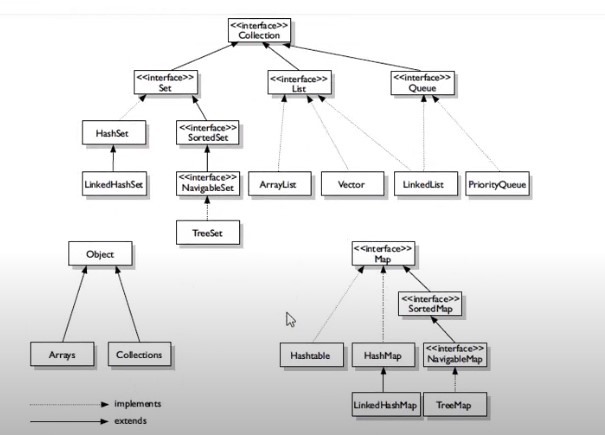 <<interface>>
Collection
<<interface>>
Set
<<interface>>
List
<<interface>>
Queue
HashSet
<<interface>>
SortedSet
LinkedHashSet
<<interface>>
NavigableSet
ArrayList
Vector
LinkedList
PriorityQueue
TreeSet
Object
<<interface>>
Map
<<interface>>
SortedMap
Arrays
Collections
Hashtable
HashMap
<<interface>>
NavigableMap
LinkedHashMap
TreeMap
implements
extends